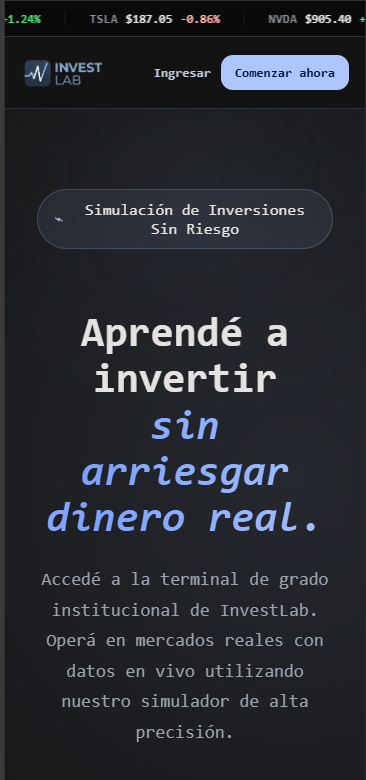 1.24% TSLA $187.05 -0.86% NVDA $905.40 +
INVEST
LAB
Ingresar
Comenzar ahora
Simulación de Inversiones
Sin Riesgo
Aprendé a
invertir
sin
arriesgar
dinero real.
Accedé a la terminal de grado
institucional de InvestLab.
Operá en mercados reales con
datos en vivo utilizando
nuestro simulador de alta
precisión.